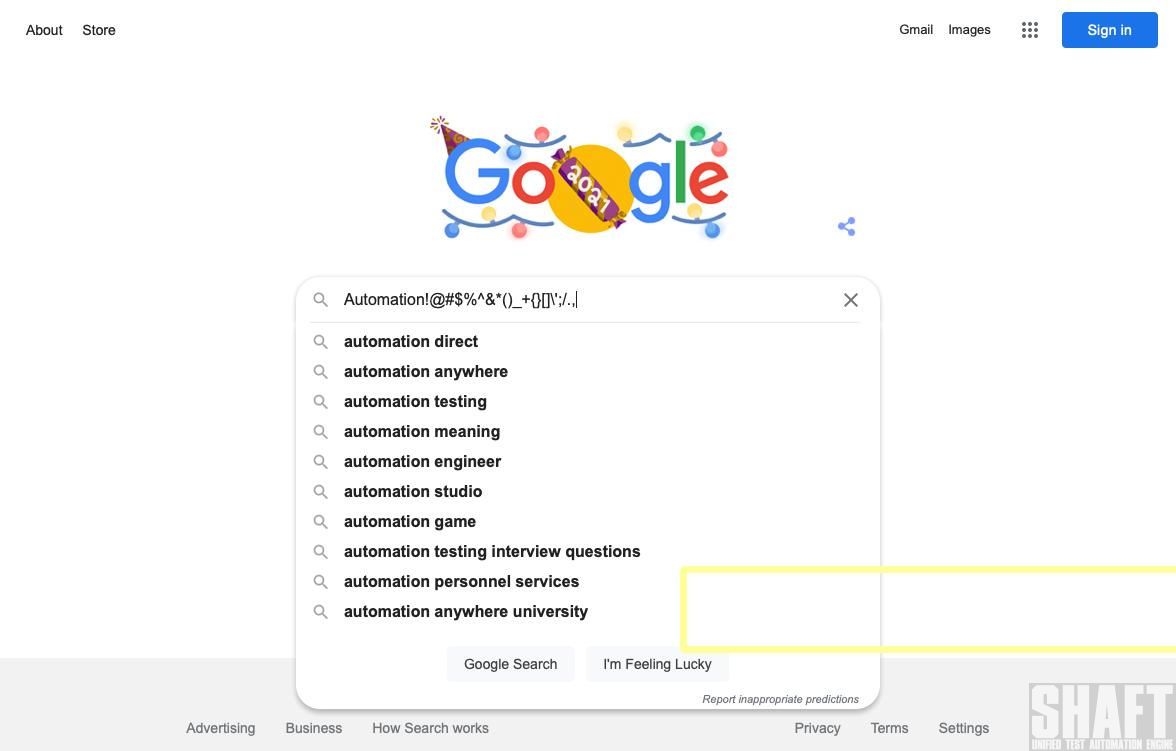 About Store Gmail Images Sign in
Google
2021
Automation!@#$%^&*()_+{}[]\';/.,
automation direct
automation anywhere
automation testing
automation meaning
automation engineer
automation studio
automation game
automation testing interview questions
automation personnel services
automation anywhere university
Google Search I'm Feeling Lucky
Report inappropriate predictions
Advertising Business How Search works Privacy Terms Settings
SHAFT
UNIFIED TEST AUTOMATION ENGINE